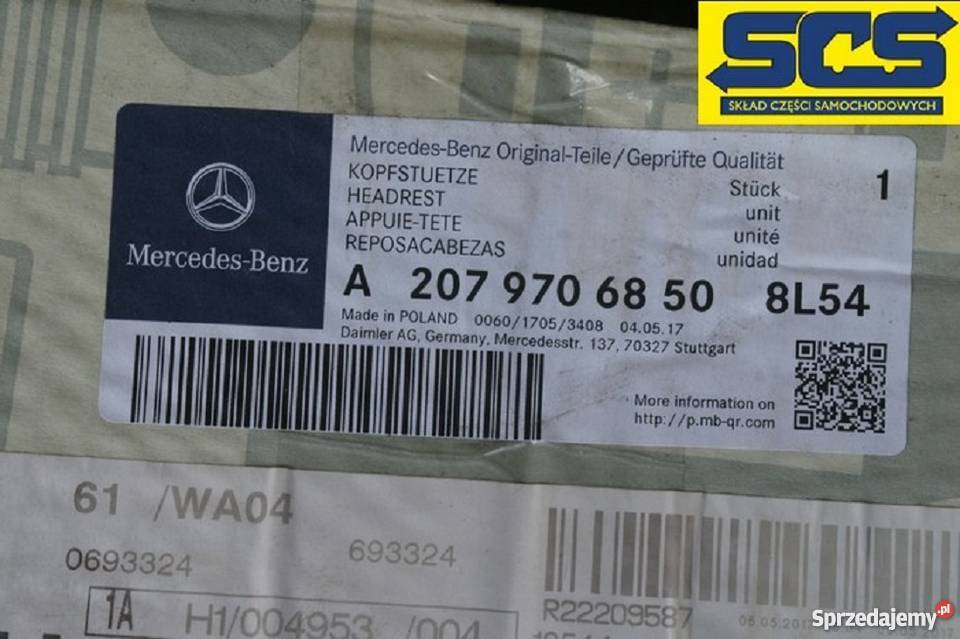 SCS
SKŁAD CZĘŚCI SAMOCHODOWYCH
Mercedes-Benz
Mercedes-Benz Original-Teile/Geprüfte Qualität
KOPFSTUETZE Stück 1
HEADREST unit
APPUIE-TETE unité
REPOSACABEZAS unidad
A 207 970 68 50 8L54
Made in POLAND 0060/1705/3408 04.05.17
Daimler AG, Germany, Mercedesstr. 137, 70327 Stuttgart
More information on
http://p.mb-qr.com
61 /WA04
0693324 693324
1A H1/004953 /004
R22209587
Sprzedajemy.pl